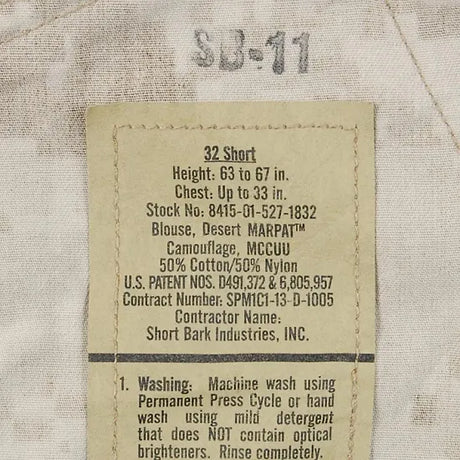 SB-11
32 Short
Height: 63 to 67 in.
Chest: Up to 33 in.
Stock No: 8415-01-527-1832
Blouse, Desert MARPAT™
Camouflage, MCCUU
50% Cotton/50% Nylon
U.S. PATENT NOS. D491,372 & 6,805,957
Contract Number: SPM1C1-13-D-1005
Contractor Name:
Short Bark Industries, INC.
1. Washing: Machine wash using
Permanent Press Cycle or hand
wash using mild detergent
that does NOT contain optical
brighteners. Rinse completely.